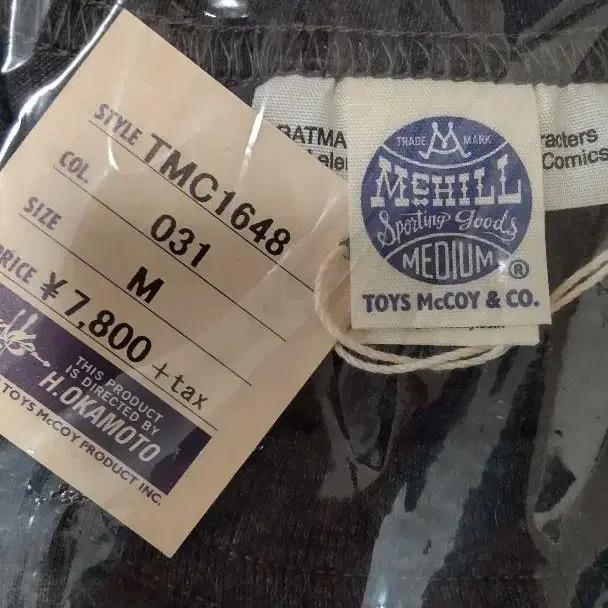 STYLE TMC1648
COL. 031
SIZE M
PRICE ¥7,800 +tax
THIS PRODUCT
IS DIRECTED BY
H.OKAMOTO
TOYS McCOY PRODUCT INC.
BATMA
racters
Comics
TRADE MARK
McHILL
Sporting Goods
MEDIUM
®
TOYS McCOY & CO.